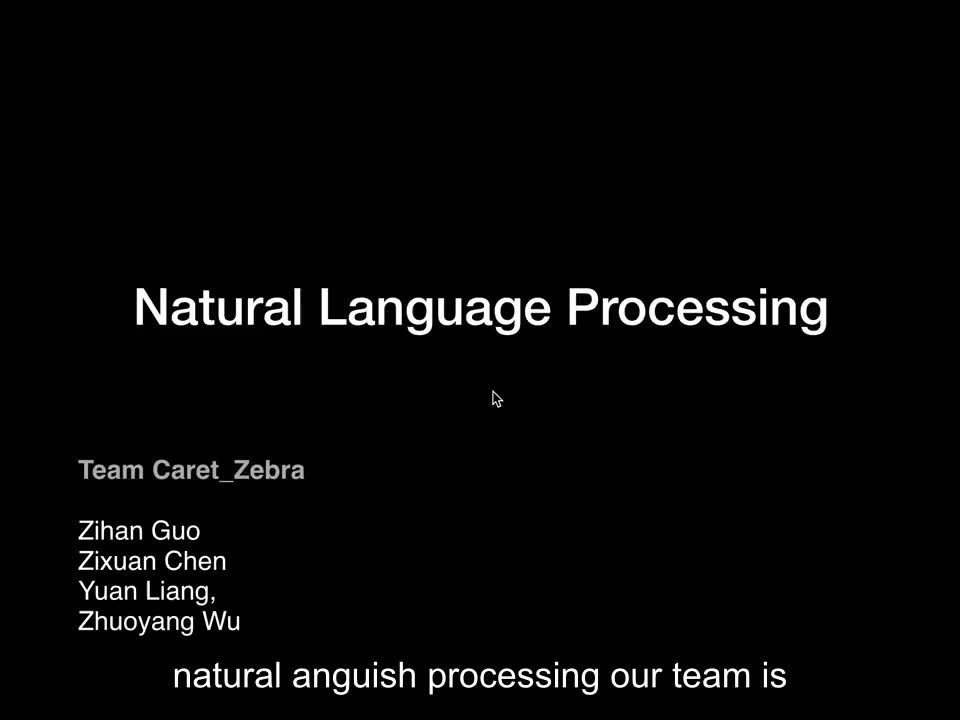 Natural Language Processing
Team Caret_Zebra
Zihan Guo
Zixuan Chen
Yuan Liang,
Zhuoyang Wu
natural anguish processing our team is